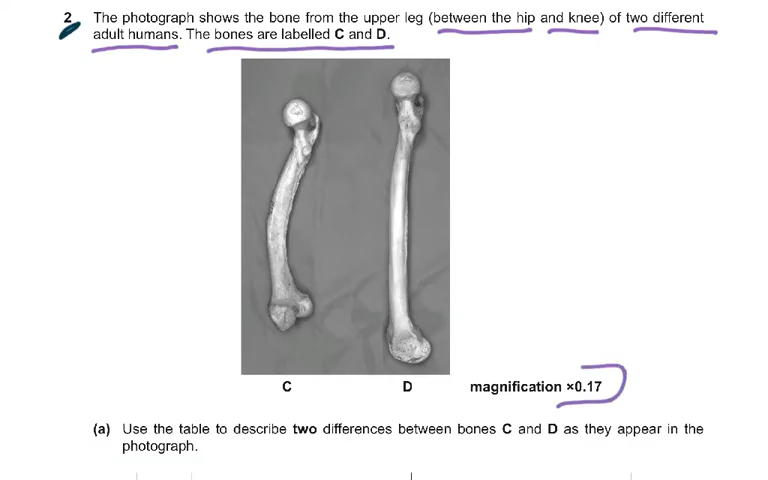 2 The photograph shows the bone from the upper leg (between the hip and knee) of two different
adult humans. The bones are labelled C and D.
C D magnification ×0.17
(a) Use the table to describe two differences between bones C and D as they appear in the
photograph.